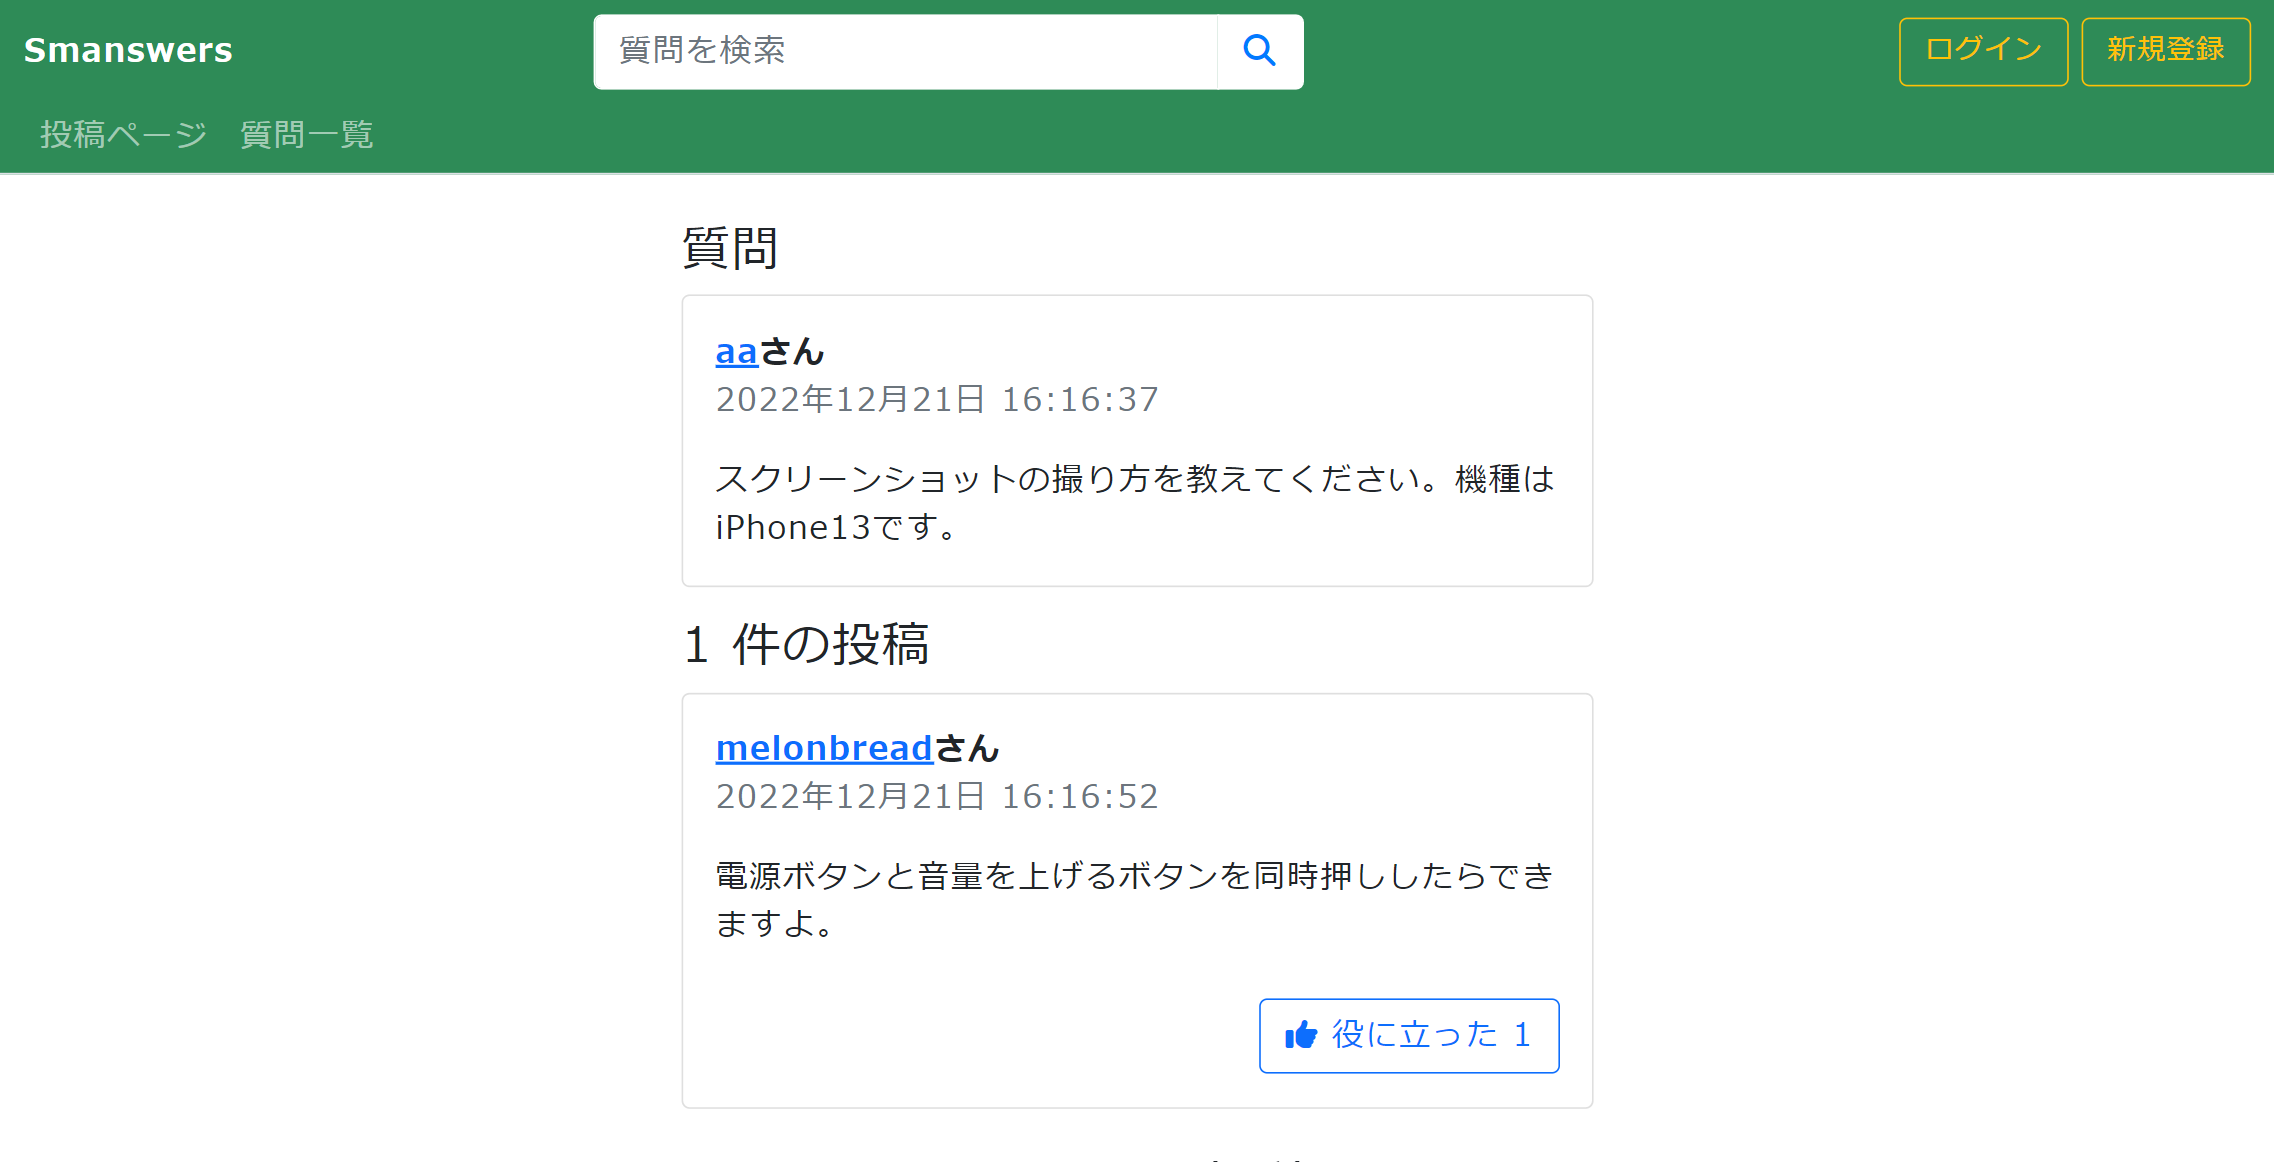 Smanswers
質問を検索
ログイン
新規登録
投稿ページ 質問一覧
質問
aaさん
2022年12月21日 16:16:37
スクリーンショットの撮り方を教えてください。機種は
iPhone13です。
1 件の投稿
melonbreadさん
2022年12月21日 16:16:52
電源ボタンと音量を上げるボタンを同時押ししたらでき
ますよ。
役に立った 1